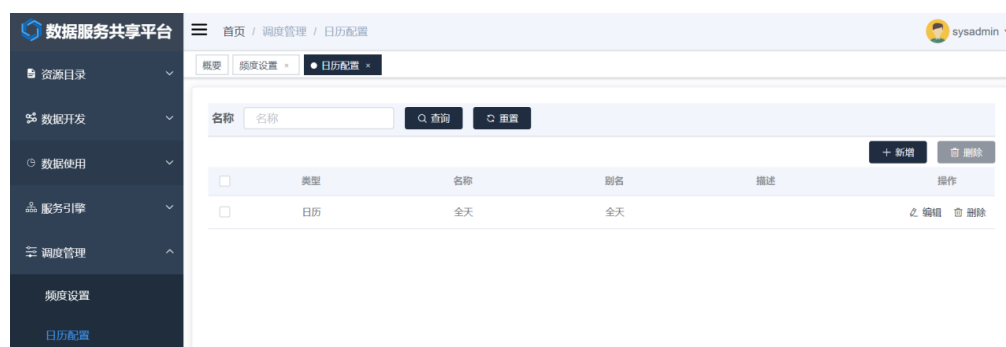 数据服务共享平台
首页 / 调度管理 / 日历配置
sysadmin
概要 频度设置 × ● 日历配置 ×
资源目录
数据开发
数据使用
服务引擎
调度管理
频度设置
日历配置
名称 名称 查询 重置
+ 新增 删除
类型 名称 别名 描述 操作
日历 全天 全天 编辑 删除